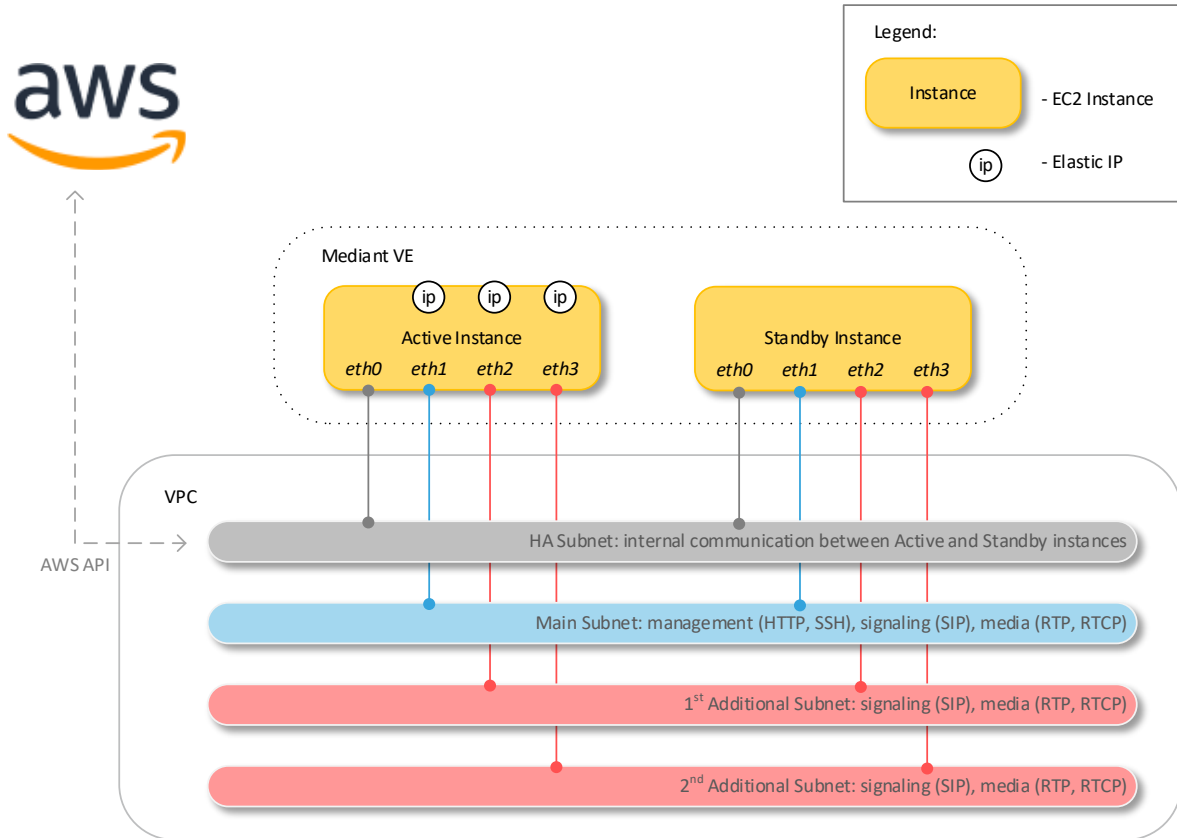 aws
Legend:
Instance
- EC2 Instance
ip
- Elastic IP
Mediant VE
ip ip ip
Active Instance
eth0 eth1 eth2 eth3
Standby Instance
eth0 eth1 eth2 eth3
VPC
AWS API
HA Subnet: internal communication between Active and Standby instances
Main Subnet: management (HTTP, SSH), signaling (SIP), media (RTP, RTCP)
1st Additional Subnet: signaling (SIP), media (RTP, RTCP)
2nd Additional Subnet: signaling (SIP), media (RTP, RTCP)